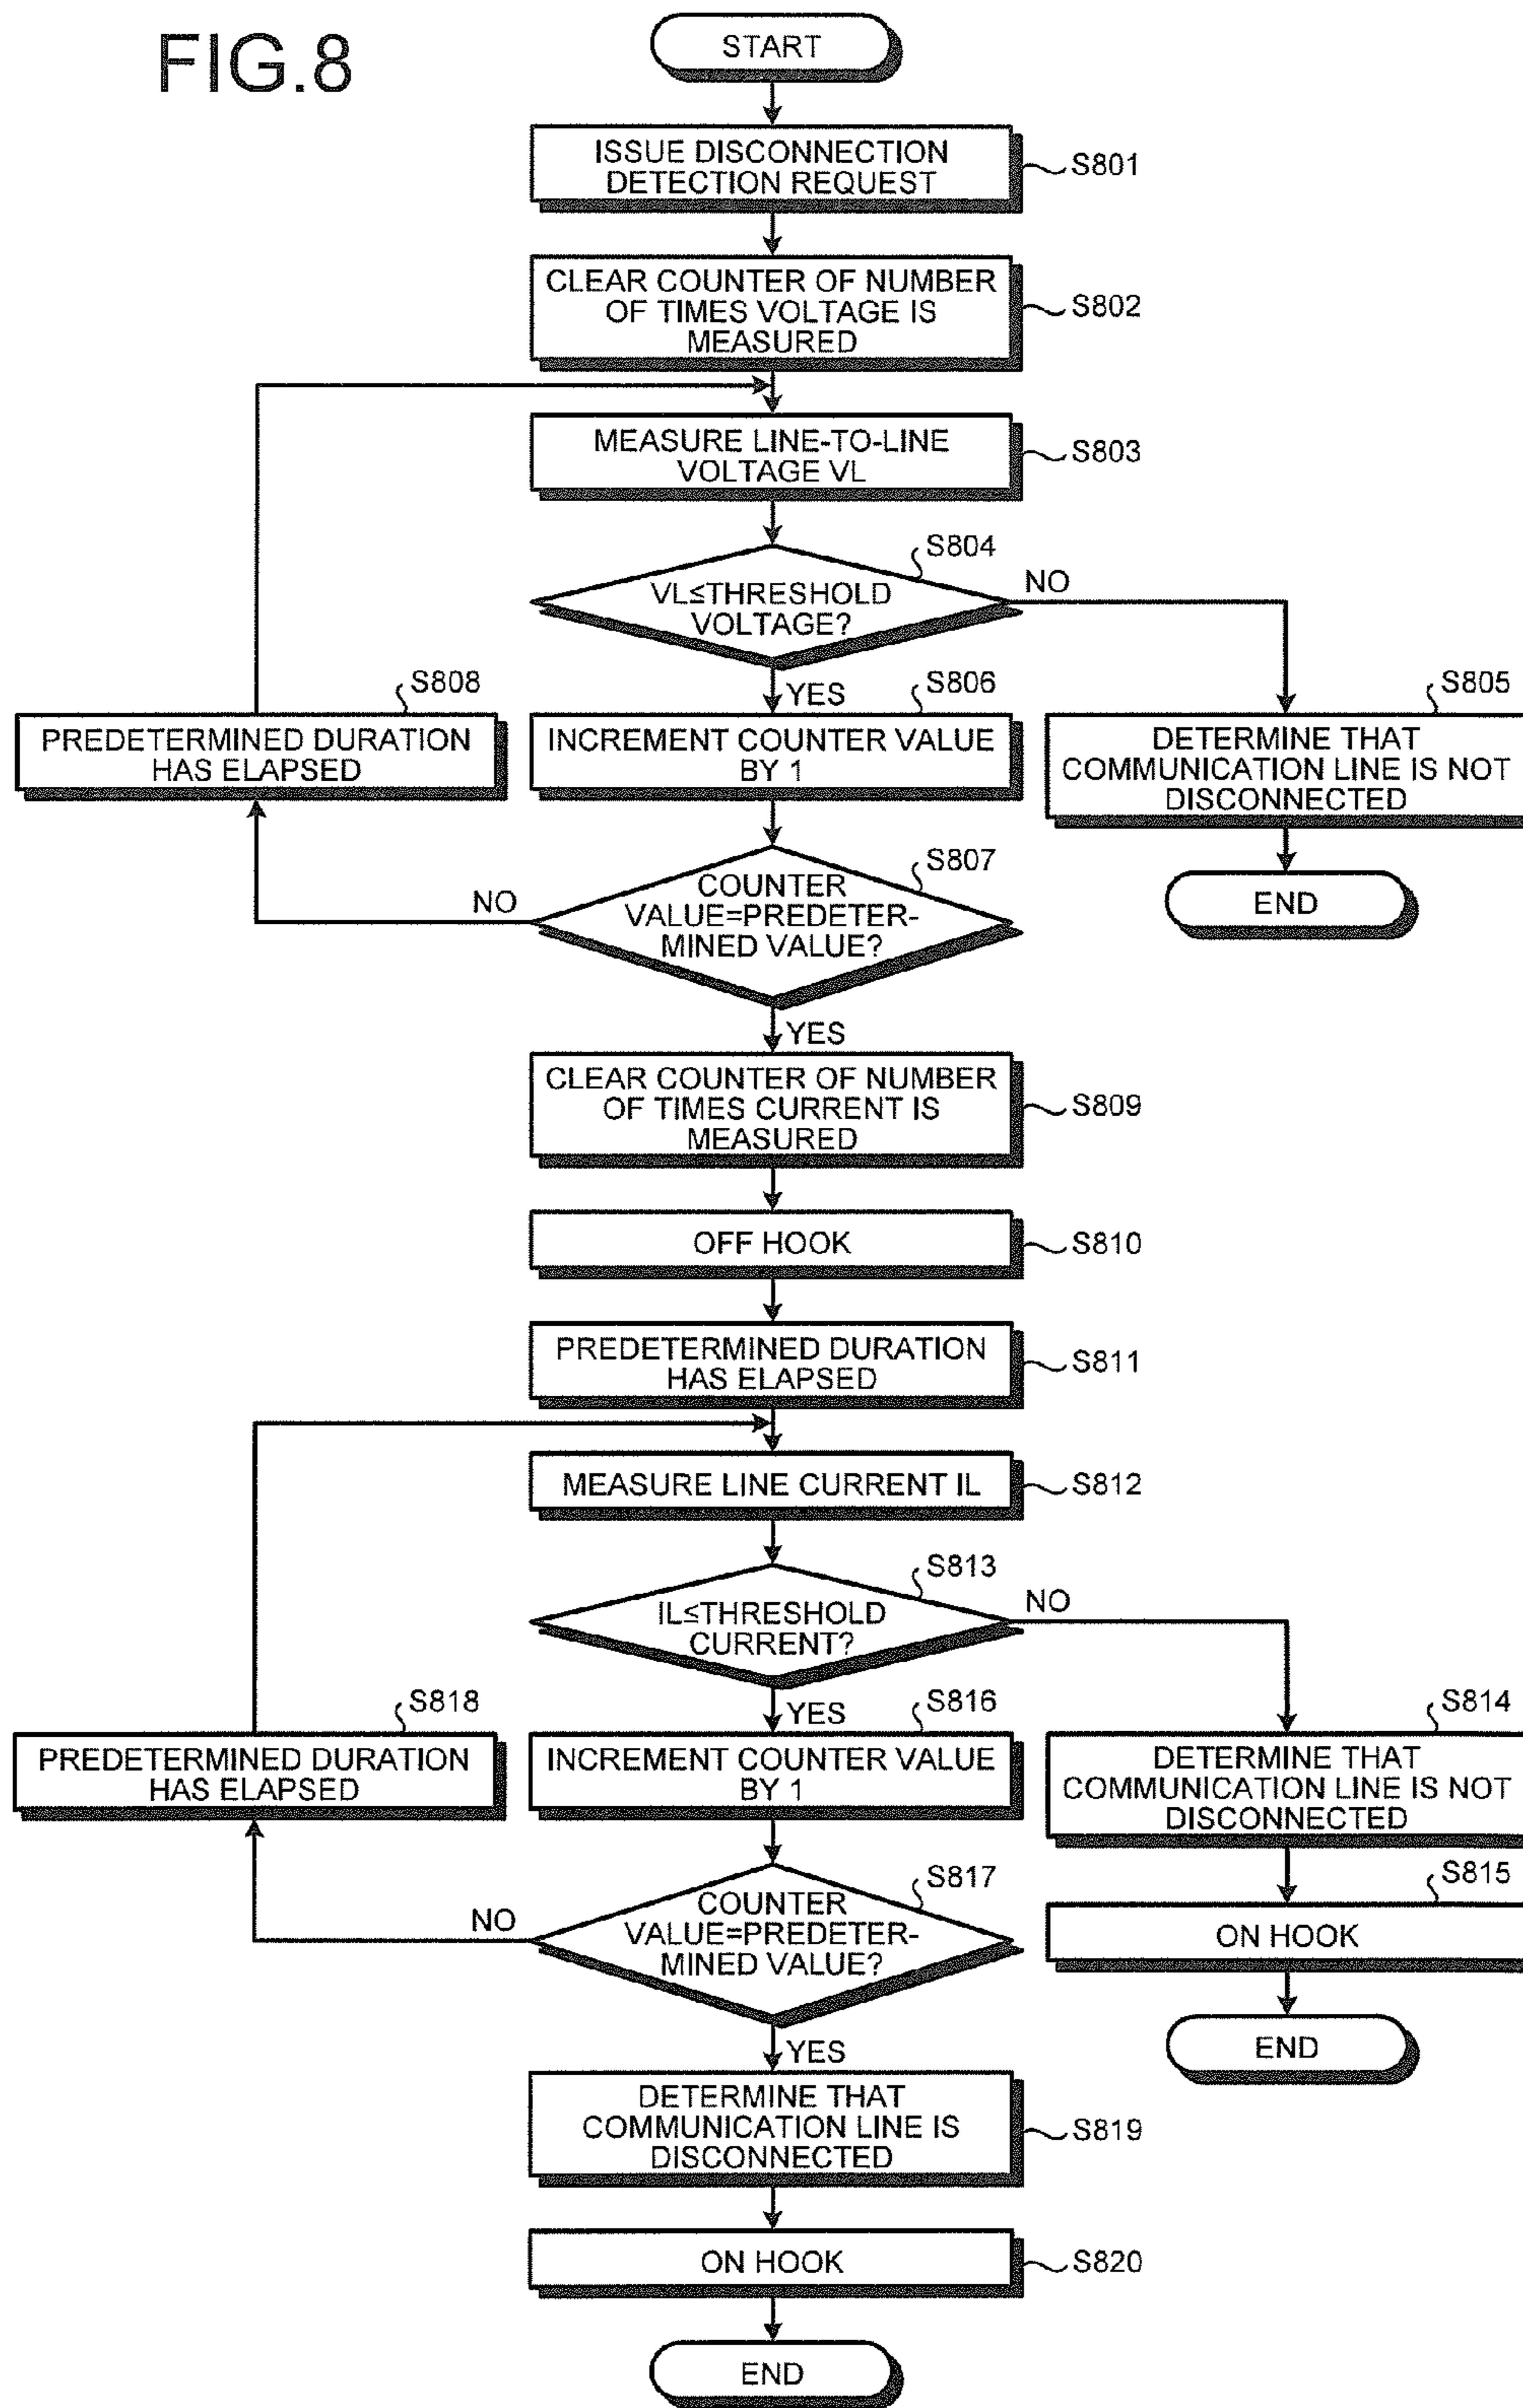 FIG.8
START
ISSUE DISCONNECTION
DETECTION REQUEST
S801
CLEAR COUNTER OF NUMBER
OF TIMES VOLTAGE IS
MEASURED
S802
MEASURE LINE-TO-LINE
VOLTAGE VL
S803
S804
VL≤THRESHOLD
VOLTAGE?
NO
YES
S808
PREDETERMINED DURATION
HAS ELAPSED
S806
INCREMENT COUNTER VALUE
BY 1
S805
DETERMINE THAT
COMMUNICATION LINE IS NOT
DISCONNECTED
END
S807
COUNTER
VALUE=PREDETER-
MINED VALUE?
NO
YES
CLEAR COUNTER OF NUMBER
OF TIMES CURRENT IS
MEASURED
S809
OFF HOOK
S810
PREDETERMINED DURATION
HAS ELAPSED
S811
MEASURE LINE CURRENT IL
S812
S813
IL≤THRESHOLD
CURRENT?
NO
YES
S818
PREDETERMINED DURATION
HAS ELAPSED
S816
INCREMENT COUNTER VALUE
BY 1
S814
DETERMINE THAT
COMMUNICATION LINE IS NOT
DISCONNECTED
S815
ON HOOK
END
S817
COUNTER
VALUE=PREDETER-
MINED VALUE?
NO
YES
DETERMINE THAT
COMMUNICATION LINE IS
DISCONNECTED
S819
ON HOOK
S820
END